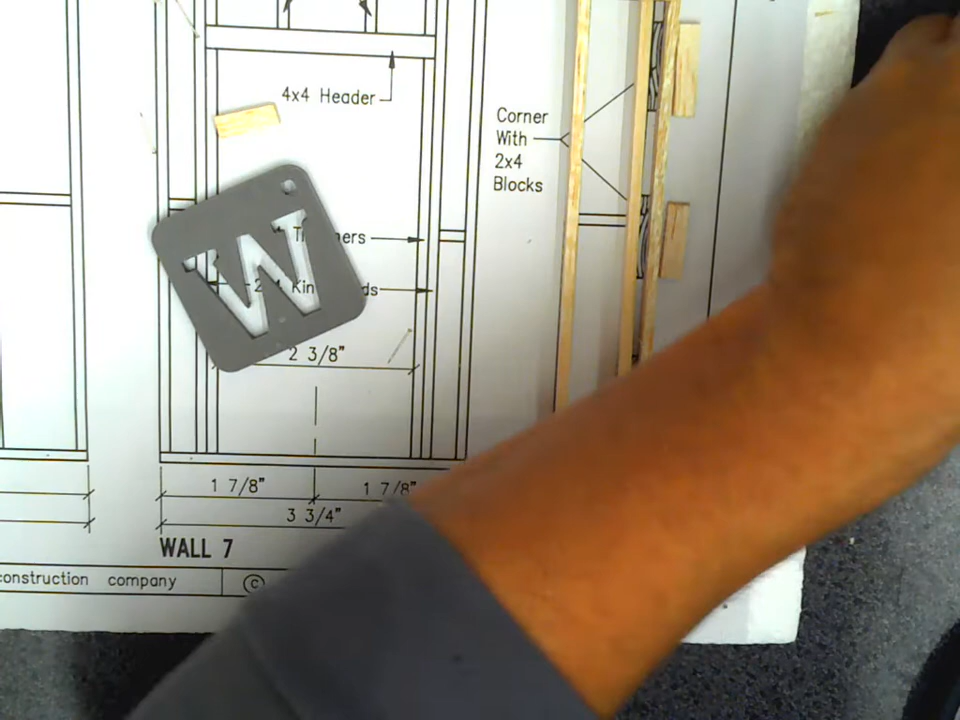 4x4 Header
Corner
With
2x4
Blocks
W
2 3/8"
1 7/8"
1 7/8"
3 3/4"
WALL 7
construction company
©